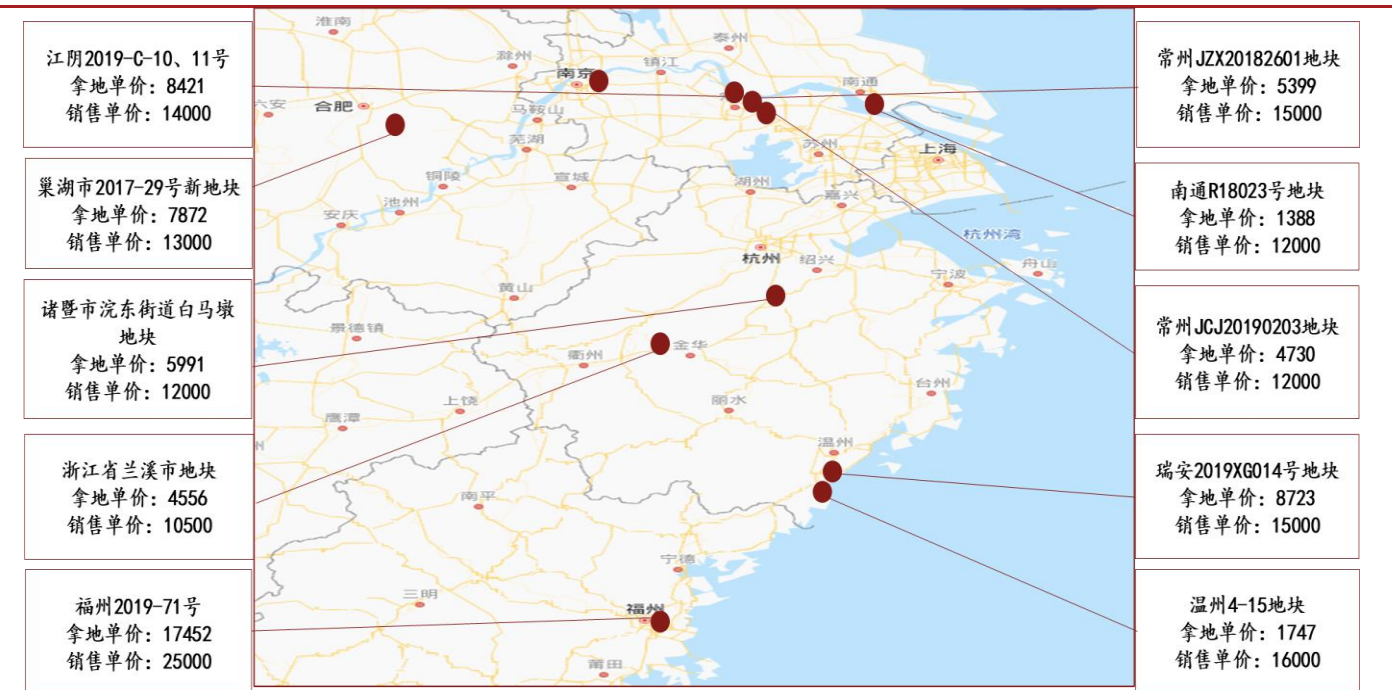 江阴2019-C-10、11号
拿地单价：8421
销售单价：14000
巢湖市2017-29号新地块
拿地单价：7872
销售单价：13000
诸暨市浣东街道白马墩
地块
拿地单价：5991
销售单价：12000
浙江省兰溪市地块
拿地单价：4556
销售单价：10500
福州2019-71号
拿地单价：17452
销售单价：25000
淮南
滁州
泰州
镇江
南京
南通
六安
合肥
马鞍山
芜湖
苏州
上海
铜陵
宣城
湖州
嘉兴
池州
安庆
杭州湾
杭州
绍兴
宁波
舟山
黄山
景德镇
衢州
金华
台州
上饶
丽水
鹰潭
温州
南平
宁德
三明
福州
莆田
常州JZX20182601地块
拿地单价：5399
销售单价：15000
南通R18023号地块
拿地单价：1388
销售单价：12000
常州JCJ20190203地块
拿地单价：4730
销售单价：12000
瑞安2019XG014号地块
拿地单价：8723
销售单价：15000
温州4-15地块
拿地单价：1747
销售单价：16000